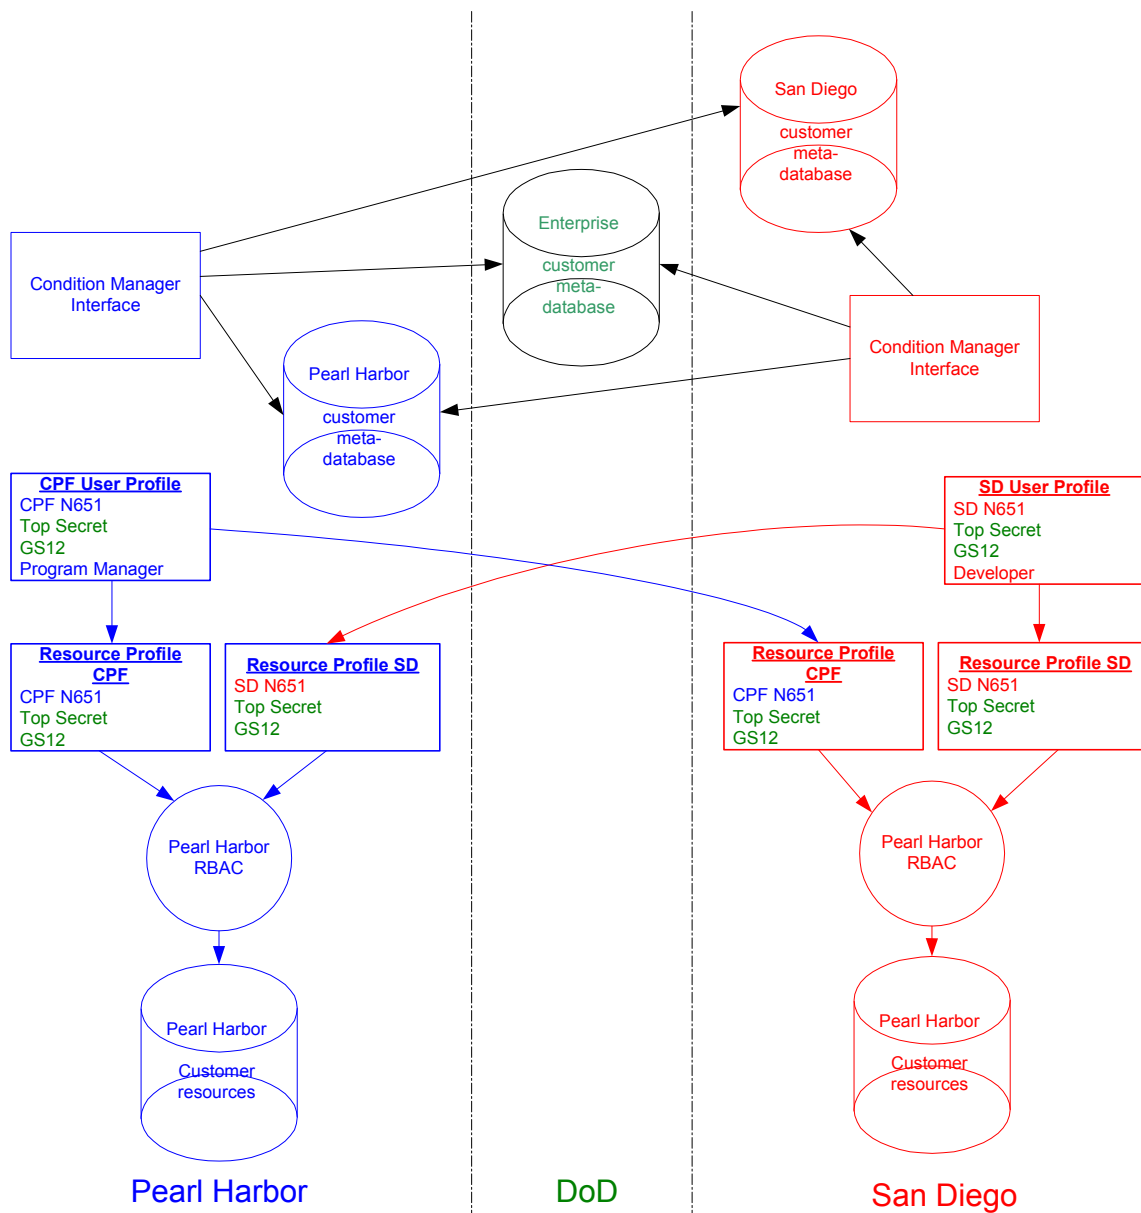 San Diego
customer
meta-
database
Enterprise
customer
meta-
database
Condition Manager
Interface
Condition Manager
Interface
Pearl Harbor
customer
meta-
database
CPF User Profile
CPF N651
Top Secret
GS12
Program Manager
SD User Profile
SD N651
Top Secret
GS12
Developer
Resource Profile
CPF
CPF N651
Top Secret
GS12
Resource Profile SD
SD N651
Top Secret
GS12
Resource Profile
CPF
CPF N651
Top Secret
GS12
Resource Profile SD
SD N651
Top Secret
GS12
Pearl Harbor
RBAC
Pearl Harbor
RBAC
Pearl Harbor
Customer
resources
Pearl Harbor
Customer
resources
Pearl Harbor
DoD
San Diego